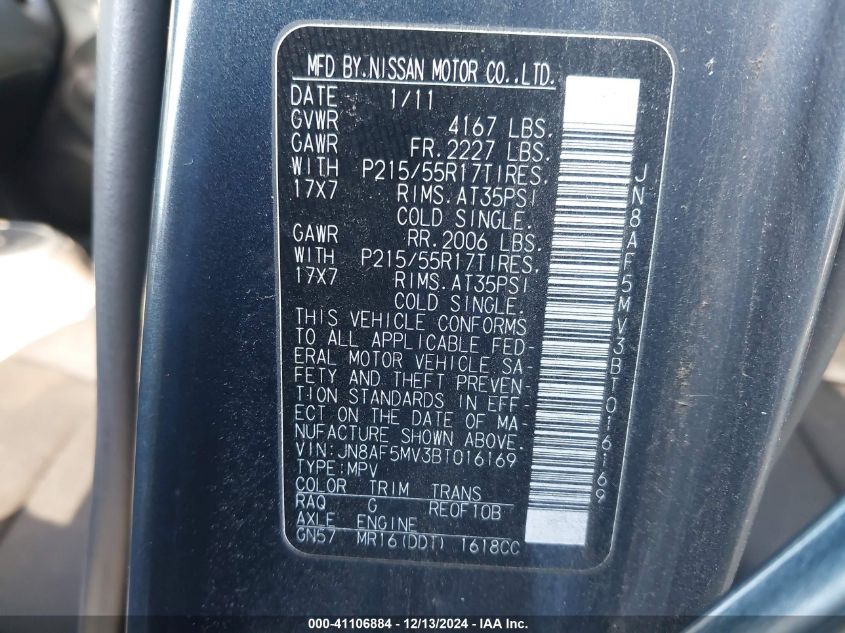 MFD BY.NISSAN MOTOR CO.,LTD.
DATE 1/11
GVWR 4167 LBS.
GAWR FR.2227 LBS.
WITH P215/55R17TIRES.
17X7 RIMS.AT35PSI
COLD SINGLE.
GAWR RR.2006 LBS.
WITH P215/55R17TIRES.
17X7 RIMS.AT35PSI
COLD SINGLE.
THIS VEHICLE CONFORMS
TO ALL APPLICABLE FED
ERAL MOTOR VEHICLE SA
FETY AND THEFT PREVEN
TION STANDARDS IN EFF
ECT ON THE DATE OF MA-
NUFACTURE SHOWN ABOVE.
VIN:JN8AF5MV3BT016169
TYPE:MPV
COLOR TRIM TRANS
RAQ G RE0F10B
AXLE ENGINE
GN57 MR16(DDT) 1618CC
JN8AF5MV3BT016169
000-41106884 - 12/13/2024 - IAA Inc.